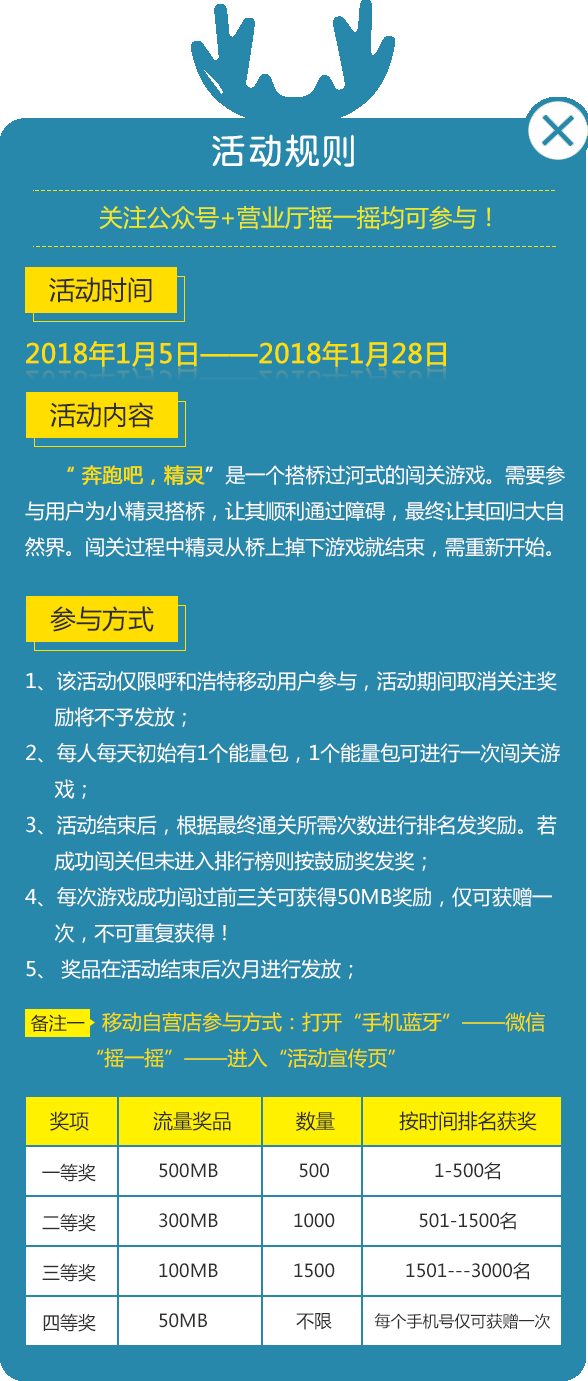 活动规则
关注公众号+营业厅摇一摇均可参与！
活动时间
2018年1月5日——2018年1月28日
活动内容
“ 奔跑吧，精灵”是一个搭桥过河式的闯关游戏。需要参
与用户为小精灵搭桥，让其顺利通过障碍，最终让其回归大自
然界。闯关过程中精灵从桥上掉下游戏就结束，需重新开始。
参与方式
1、该活动仅限呼和浩特移动用户参与，活动期间取消关注奖
励将不予发放；
2、每人每天初始有1个能量包，1个能量包可进行一次闯关游
戏；
3、活动结束后，根据最终通关所需次数进行排名发奖励。若
成功闯关但未进入排行榜则按鼓励奖发奖；
4、每次游戏成功闯过前三关可获得50MB奖励，仅可获赠一
次，不可重复获得！
5、 奖品在活动结束后次月进行发放；
备注一 移动自营店参与方式：打开“手机蓝牙”——微信
“摇一摇”——进入“活动宣传页”
奖项 流量奖品 数量 按时间排名获奖
一等奖 500MB 500 1-500名
二等奖 300MB 1000 501-1500名
三等奖 100MB 1500 1501---3000名
四等奖 50MB 不限 每个手机号仅可获赠一次